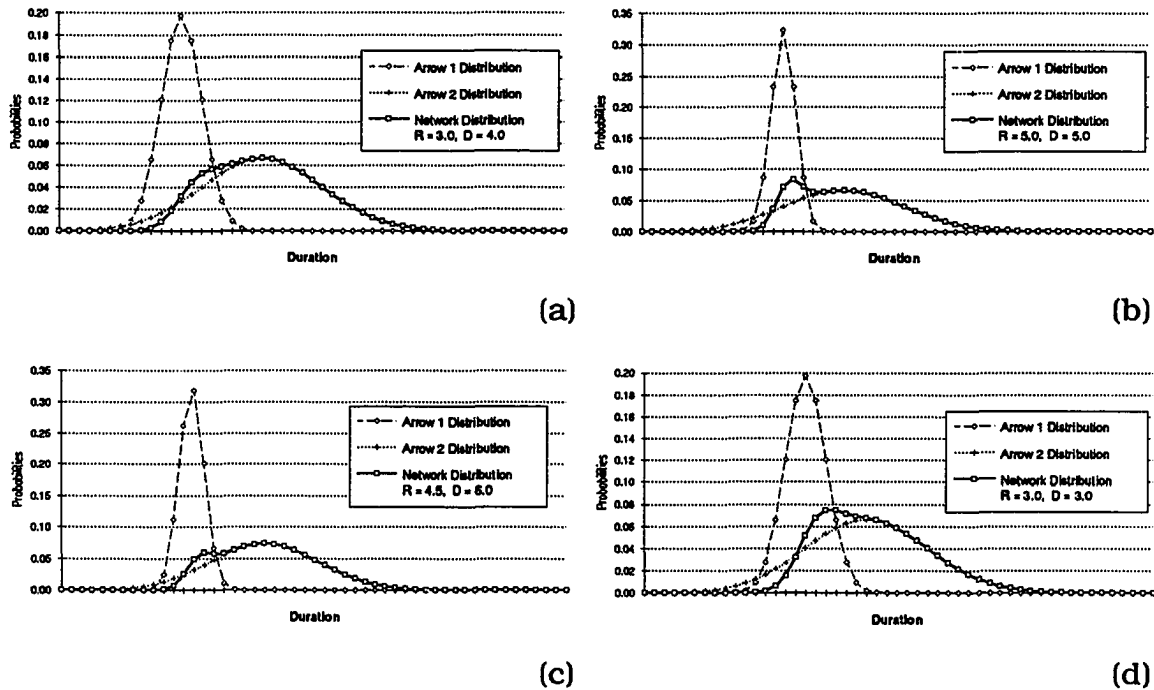 0.20
0.18
0.16
0.14
0.12
0.10
0.08
0.06
0.04
0.02
0.00
Probabilities
Duration
Arrow 1 Distribution
Arrow 2 Distribution
Network Distribution
R = 3.0, D = 4.0
(a)
0.35
0.30
0.25
0.20
0.15
0.10
0.05
0.00
Probabilities
Duration
Arrow 1 Distribution
Arrow 2 Distribution
Network Distribution
R = 5.0, D = 5.0
(b)
0.35
0.30
0.25
0.20
0.15
0.10
0.05
0.00
Probabilities
Duration
Arrow 1 Distribution
Arrow 2 Distribution
Network Distribution
R = 4.5, D = 6.0
(c)
0.20
0.18
0.16
0.14
0.12
0.10
0.08
0.06
0.04
0.02
0.00
Probabilities
Duration
Arrow 1 Distribution
Arrow 2 Distribution
Network Distribution
R = 3.0, D = 3.0
(d)